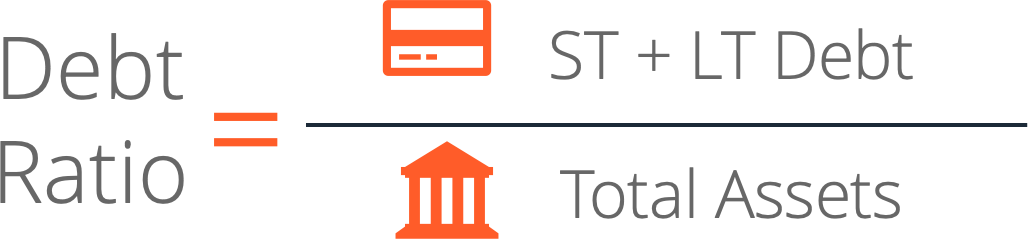 Debt
Ratio
=
ST + LT Debt
Total Assets